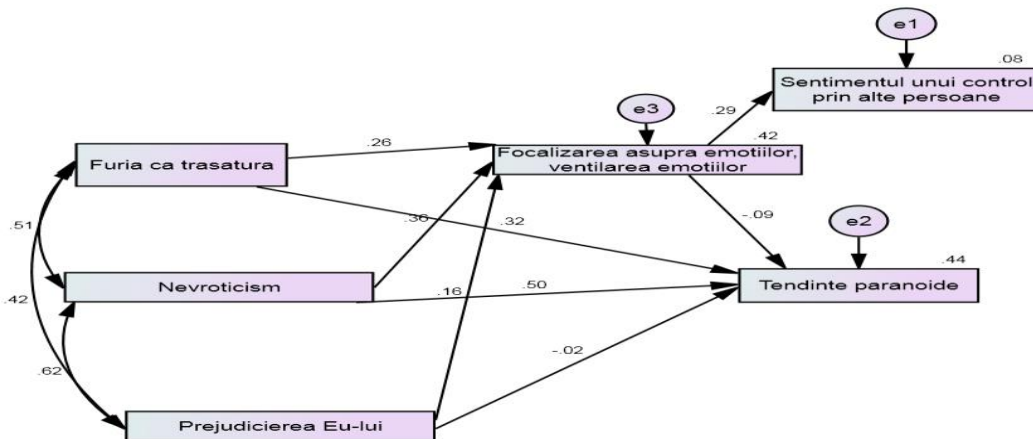 e1
.08
Sentimentul unui control
prin alte persoane
e3
.29
.42
.26
Focalizarea asupra emotiilor,
ventilarea emotiilor
Furia ca trasatura
.36
.32
-.09
e2
.51
.44
Nevroticism
.16
.50
Tendinte paranoide
.42
-.02
.62
Prejudicierea Eu-lui